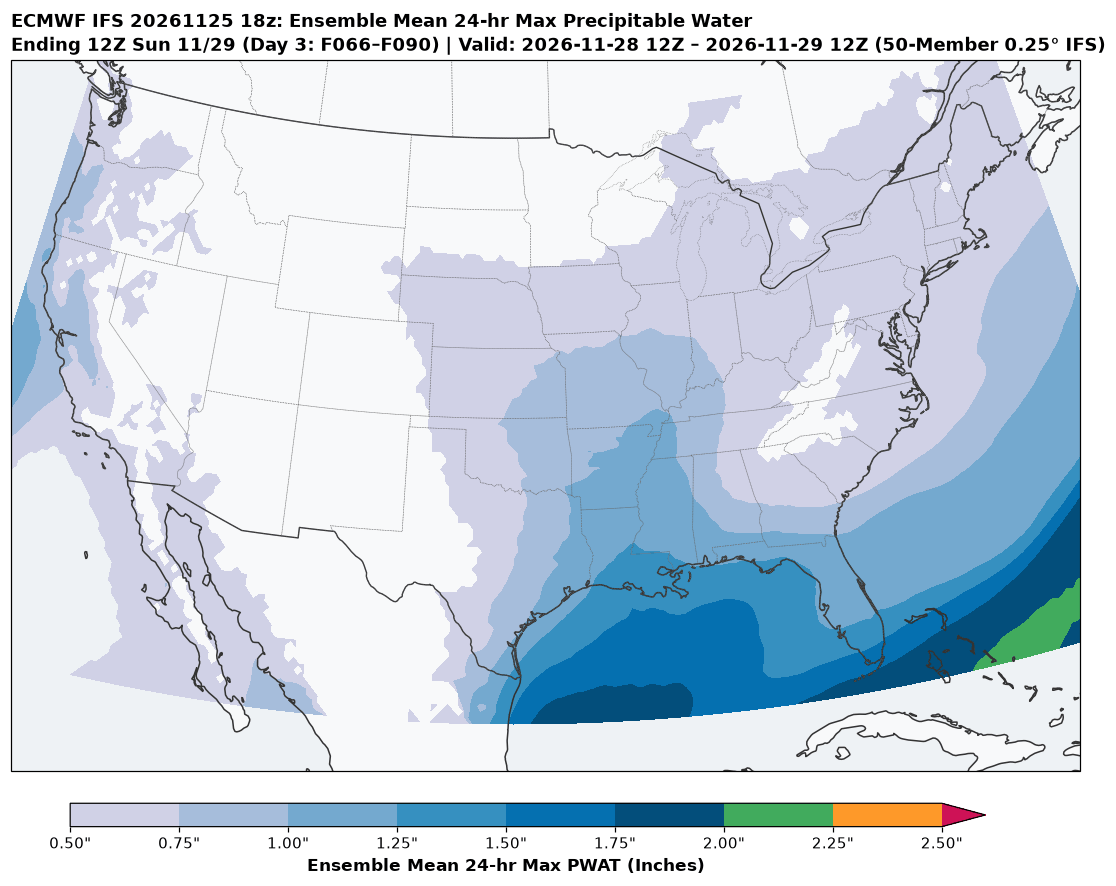 ECMWF IFS 20261125 18z: Ensemble Mean 24-hr Max Precipitable Water
Ending 12Z Sun 11/29 (Day 3: F066–F090) | Valid: 2026-11-28 12Z – 2026-11-29 12Z (50-Member 0.25° IFS)
0.50" 0.75" 1.00" 1.25" 1.50" 1.75" 2.00" 2.25" 2.50"
Ensemble Mean 24-hr Max PWAT (Inches)